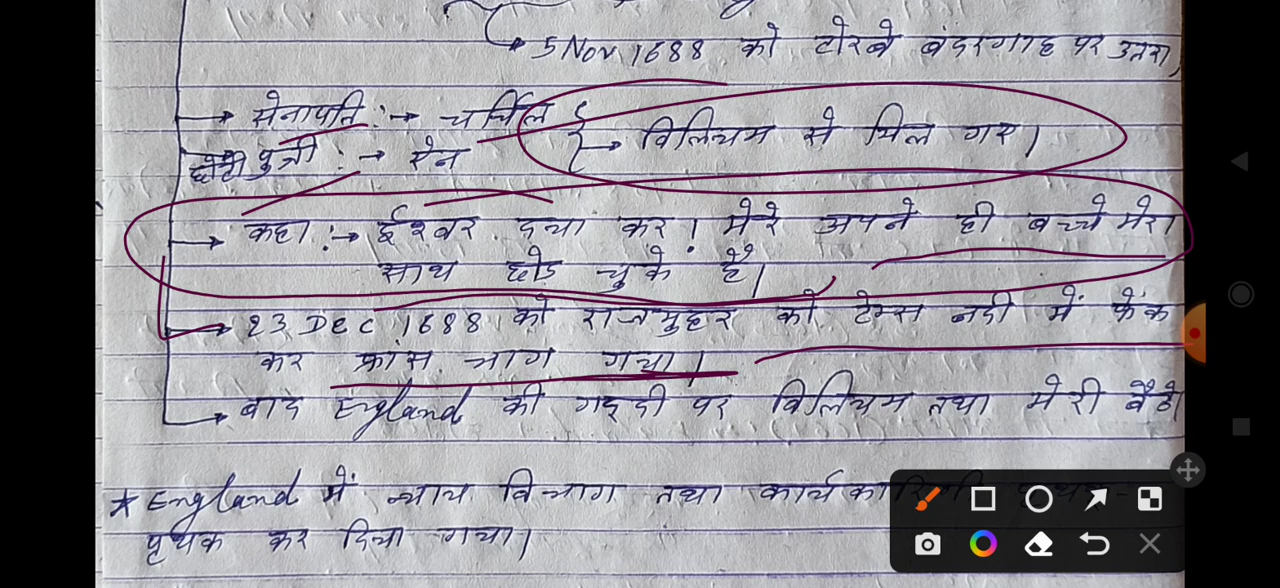 5 Nov 1688 को टोरबे बंदरगाह पर उतरा,
→ सेनापति :→ चर्चिल
→ विलियम से मिल गए।
छोटी पुत्री :→ ऐन
→ कहा :→ ईश्वर दया कर! मेरे अपने ही बच्चे मेरा
साथ छोड़ चुके हैं।
→ 23 DEC 1688 को राजमुहर को टेम्स नदी में फेंक
कर फ्रांस भाग गया।
→ बाद England की गद्दी पर विलियम तथा मेरी बैठे।
* England में न्याय विभाग तथा
पृथक कर दिया गया।